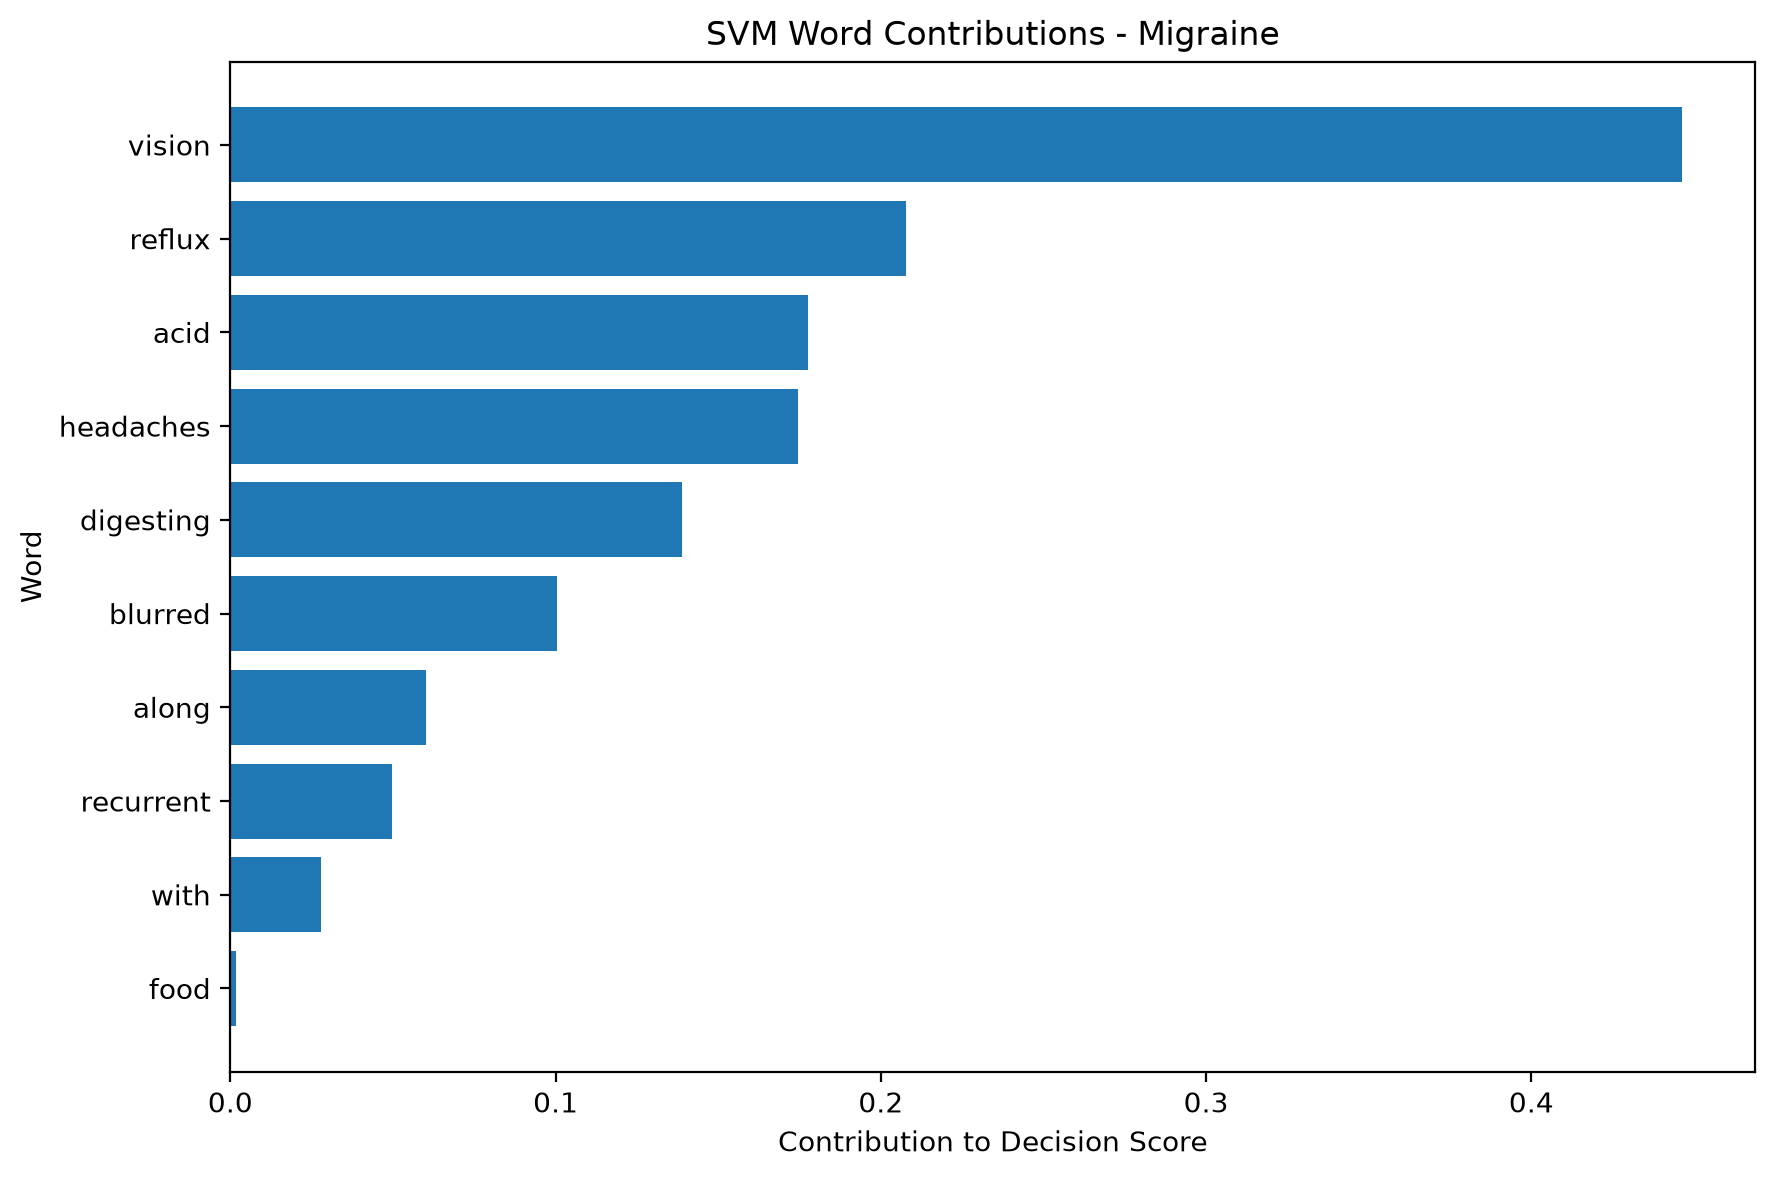 SVM Word Contributions - Migraine
vision
reflux
acid
headaches
digesting
blurred
along
recurrent
with
food
Word
0.0 0.1 0.2 0.3 0.4
Contribution to Decision Score